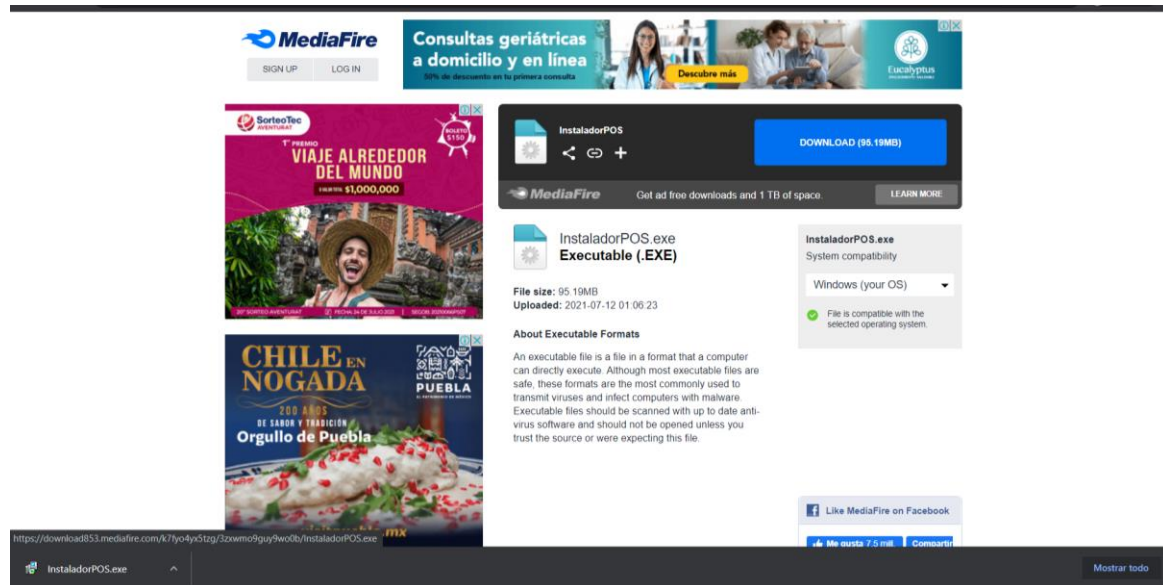 MediaFire
SIGN UP LOG IN
Consultas geriátricas
a domicilio y en línea
50% de descuento en tu primera consulta
Descubre más
Eucalyptus
SorteoTec
AVENTURAT
BOLETO
$150
1er PREMIO
VIAJE ALREDEDOR
DEL MUNDO
$1,000,000
20° SORTEO AVENTURAT
CHILE EN
NOGADA
200 AÑOS
DE SABOR Y TRADICIÓN
Orgullo de Puebla
PUEBLA
InstaladorPOS
DOWNLOAD (95.19MB)
MediaFire Get ad free downloads and 1 TB of space. LEARN MORE
InstaladorPOS.exe
Executable (.EXE)
File size: 95.19MB
Uploaded: 2021-07-12 01:06:23
About Executable Formats
An executable file is a file in a format that a computer
can directly execute. Although most executable files are
safe, these formats are the most commonly used to
transmit viruses and infect computers with malware.
Executable files should be scanned with up to date anti-
virus software and should not be opened unless you
trust the source or were expecting this file.
InstaladorPOS.exe
System compatibility
Windows (your OS)
File is compatible with the
selected operating system.
Like MediaFire on Facebook
Me gusta 7.5 mil. Compartir
https://download853.mediafire.com/k7fyo4yx5tzg/3zxwmo9guy9wo0b/InstaladorPOS.exe
InstaladorPOS.exe
Mostrar todo